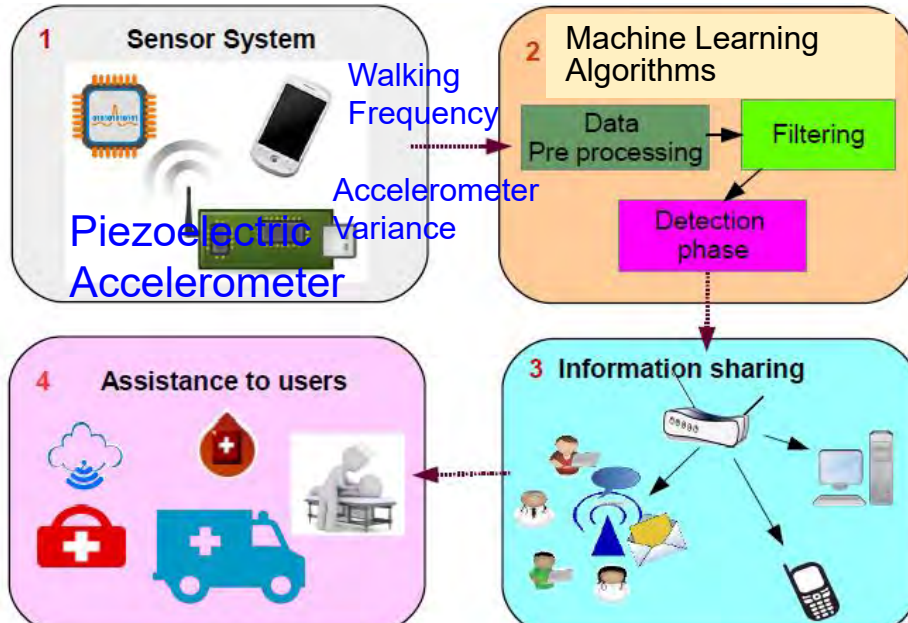 1 Sensor System
Walking
Frequency
Accelerometer
Variance
Piezoelectric
Accelerometer
2 Machine Learning
Algorithms
Data
Pre processing
Filtering
Detection
phase
3 Information sharing
4 Assistance to users